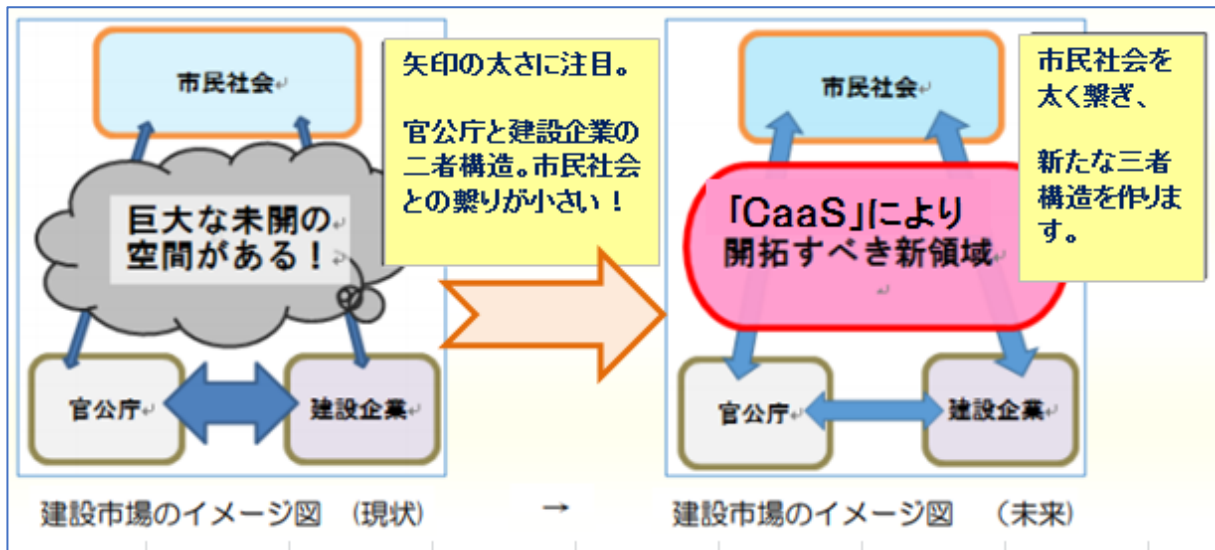 市民社会
矢印の太さに注目。
官公庁と建設企業の
二者構造。市民社会
との繋りが小さい！
巨大な未開の
空間がある！
官公庁
建設企業
建設市場のイメージ図 (現状)
→
市民社会
市民社会を
太く繋ぎ、
新たな三者
構造を作りま
す。
「CaaS」により
開拓すべき新領域
官公庁
建設企業
建設市場のイメージ図 （未来)